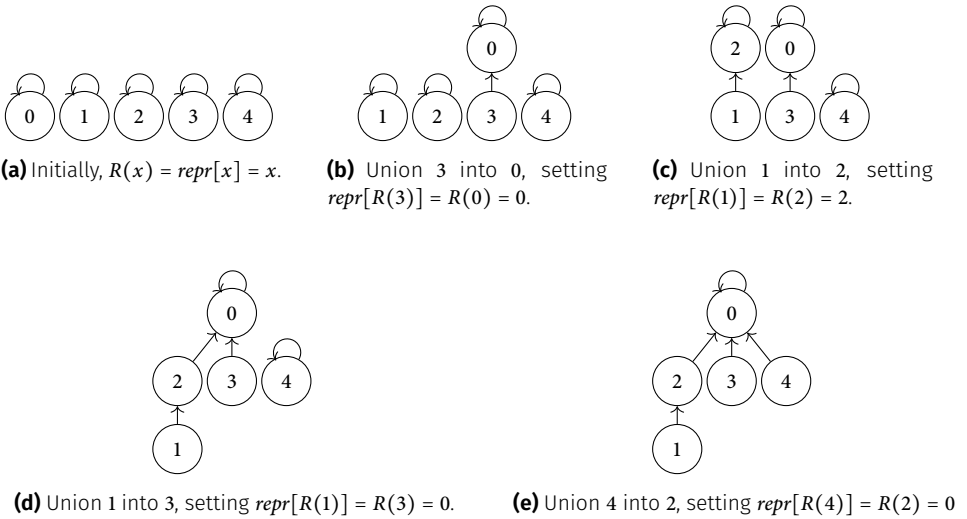 0 1 2 3 4
(a) Initially, R(x) = repr[x] = x.
0
1 2 3 4
(b) Union 3 into 0, setting
repr[R(3)] = R(0) = 0.
2 0
1 3 4
(c) Union 1 into 2, setting
repr[R(1)] = R(2) = 2.
0
2 3 4
1
(d) Union 1 into 3, setting repr[R(1)] = R(3) = 0.
0
2 3 4
1
(e) Union 4 into 2, setting repr[R(4)] = R(2) = 0